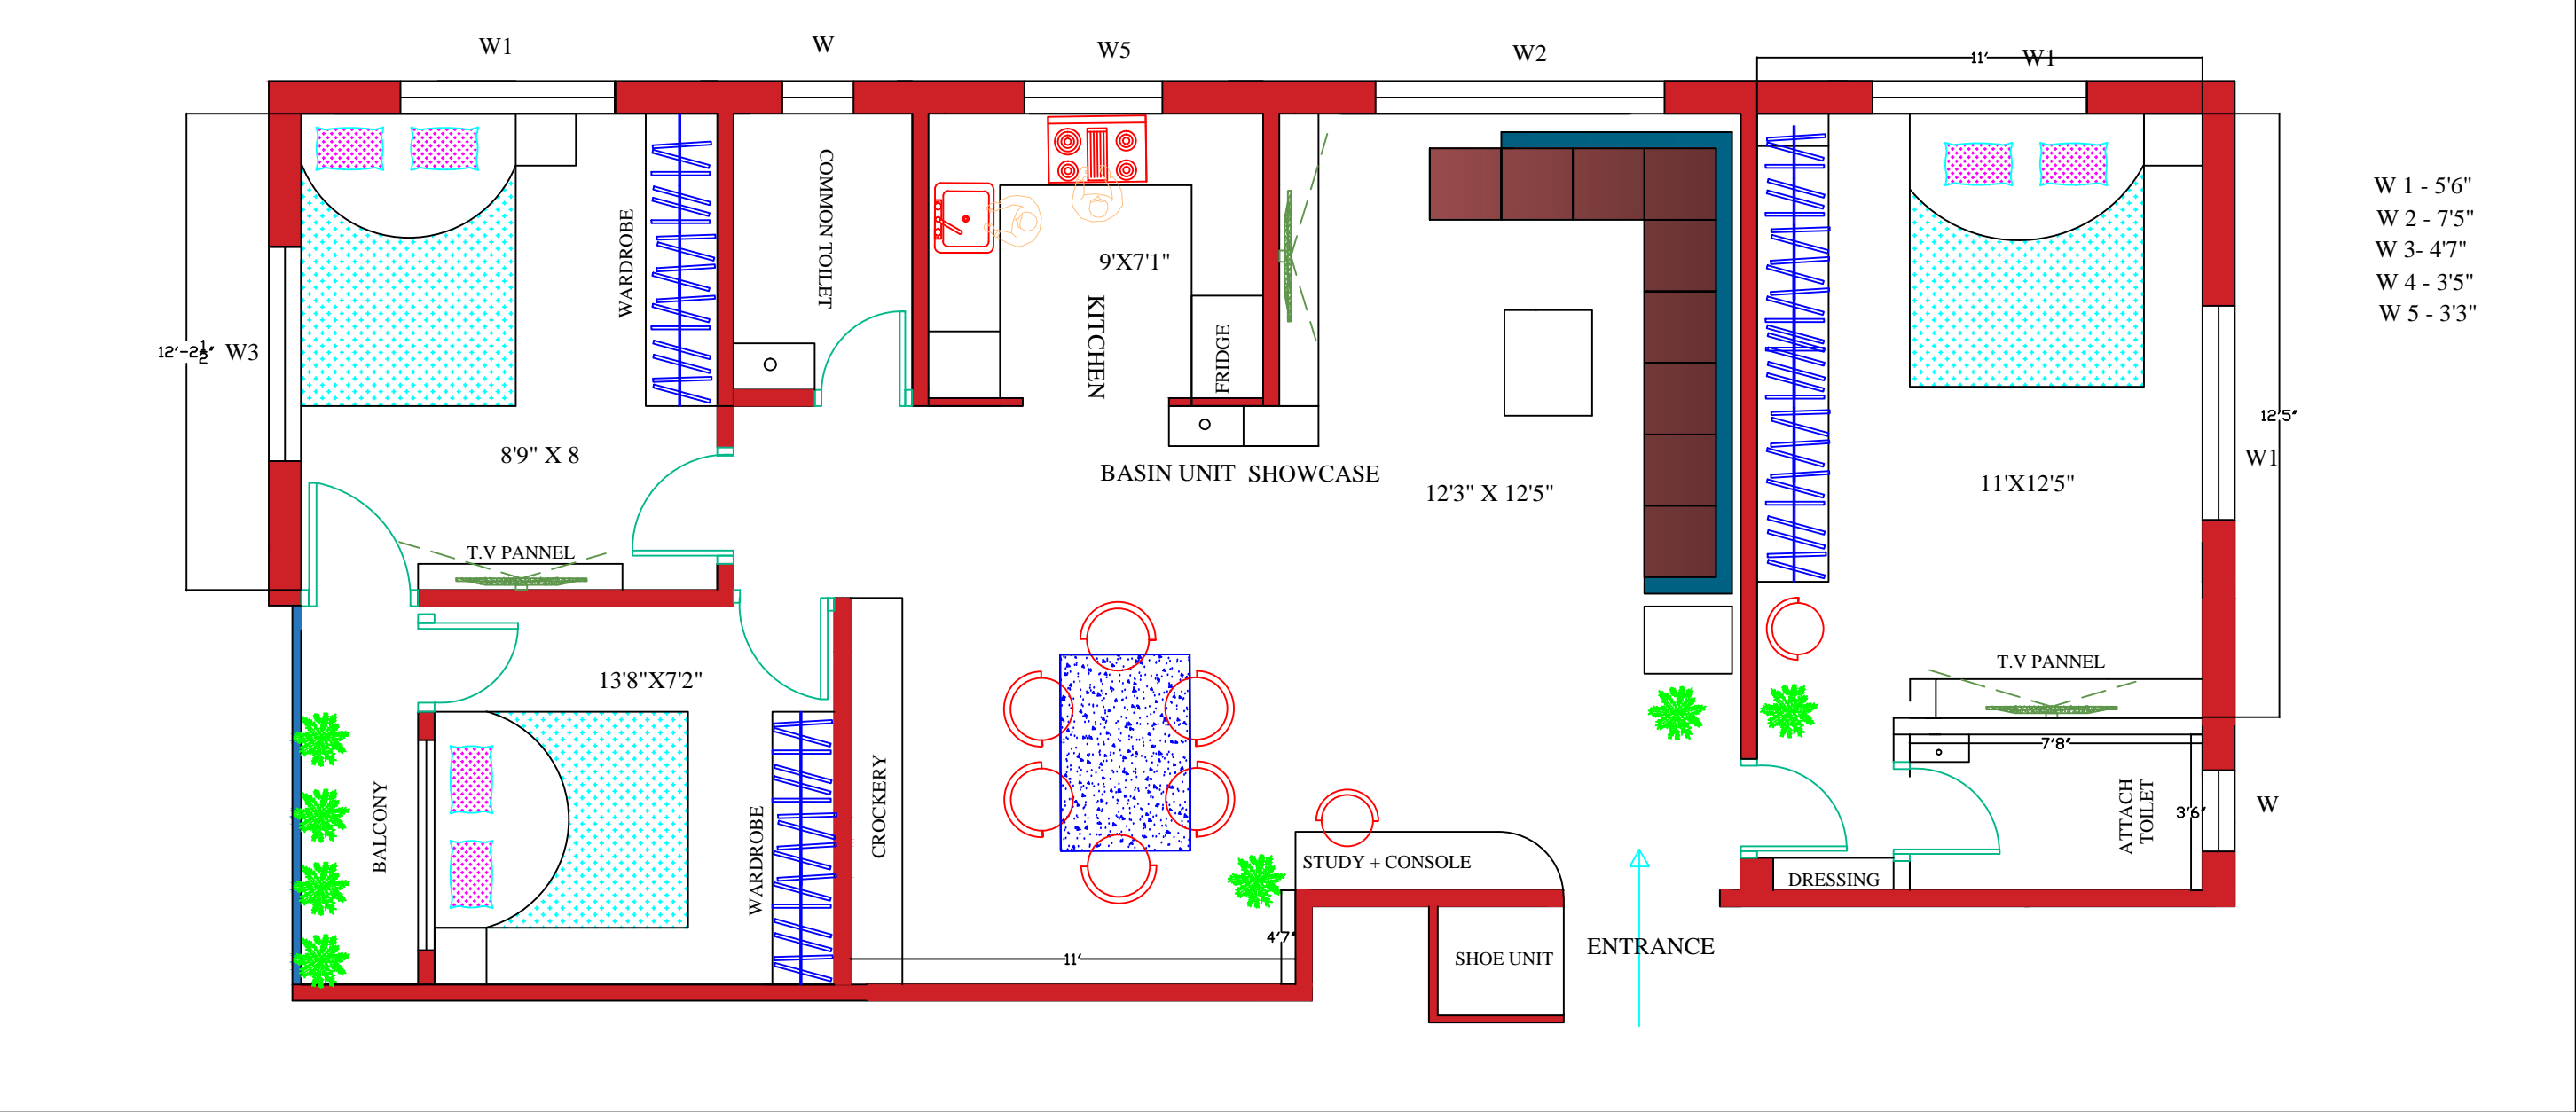 W1
W
W5
W2
11'
W1
W 1 - 5'6"
W 2 - 7'5"
W 3- 4'7"
W 4 - 3'5"
W 5 - 3'3"
COMMON TOILET
WARDROBE
9'X7'1"
KITCHEN
FRIDGE
12'-2½"
W3
12'5"
W1
8'9" X 8
BASIN UNIT
SHOWCASE
12'3" X 12'5"
11'X12'5"
T.V PANNEL
T.V PANNEL
13'8"X7'2"
7'8"
BALCONY
WARDROBE
CROCKERY
ATTACH
TOILET
3'6"
W
STUDY + CONSOLE
DRESSING
4'7"
11'
SHOE UNIT
ENTRANCE